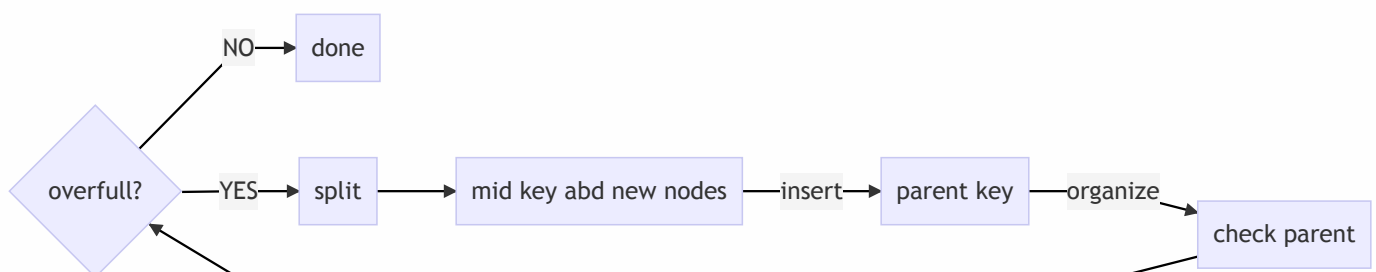 NO
done
overfull?
YES
split
mid key abd new nodes
insert
parent key
organize
check parent